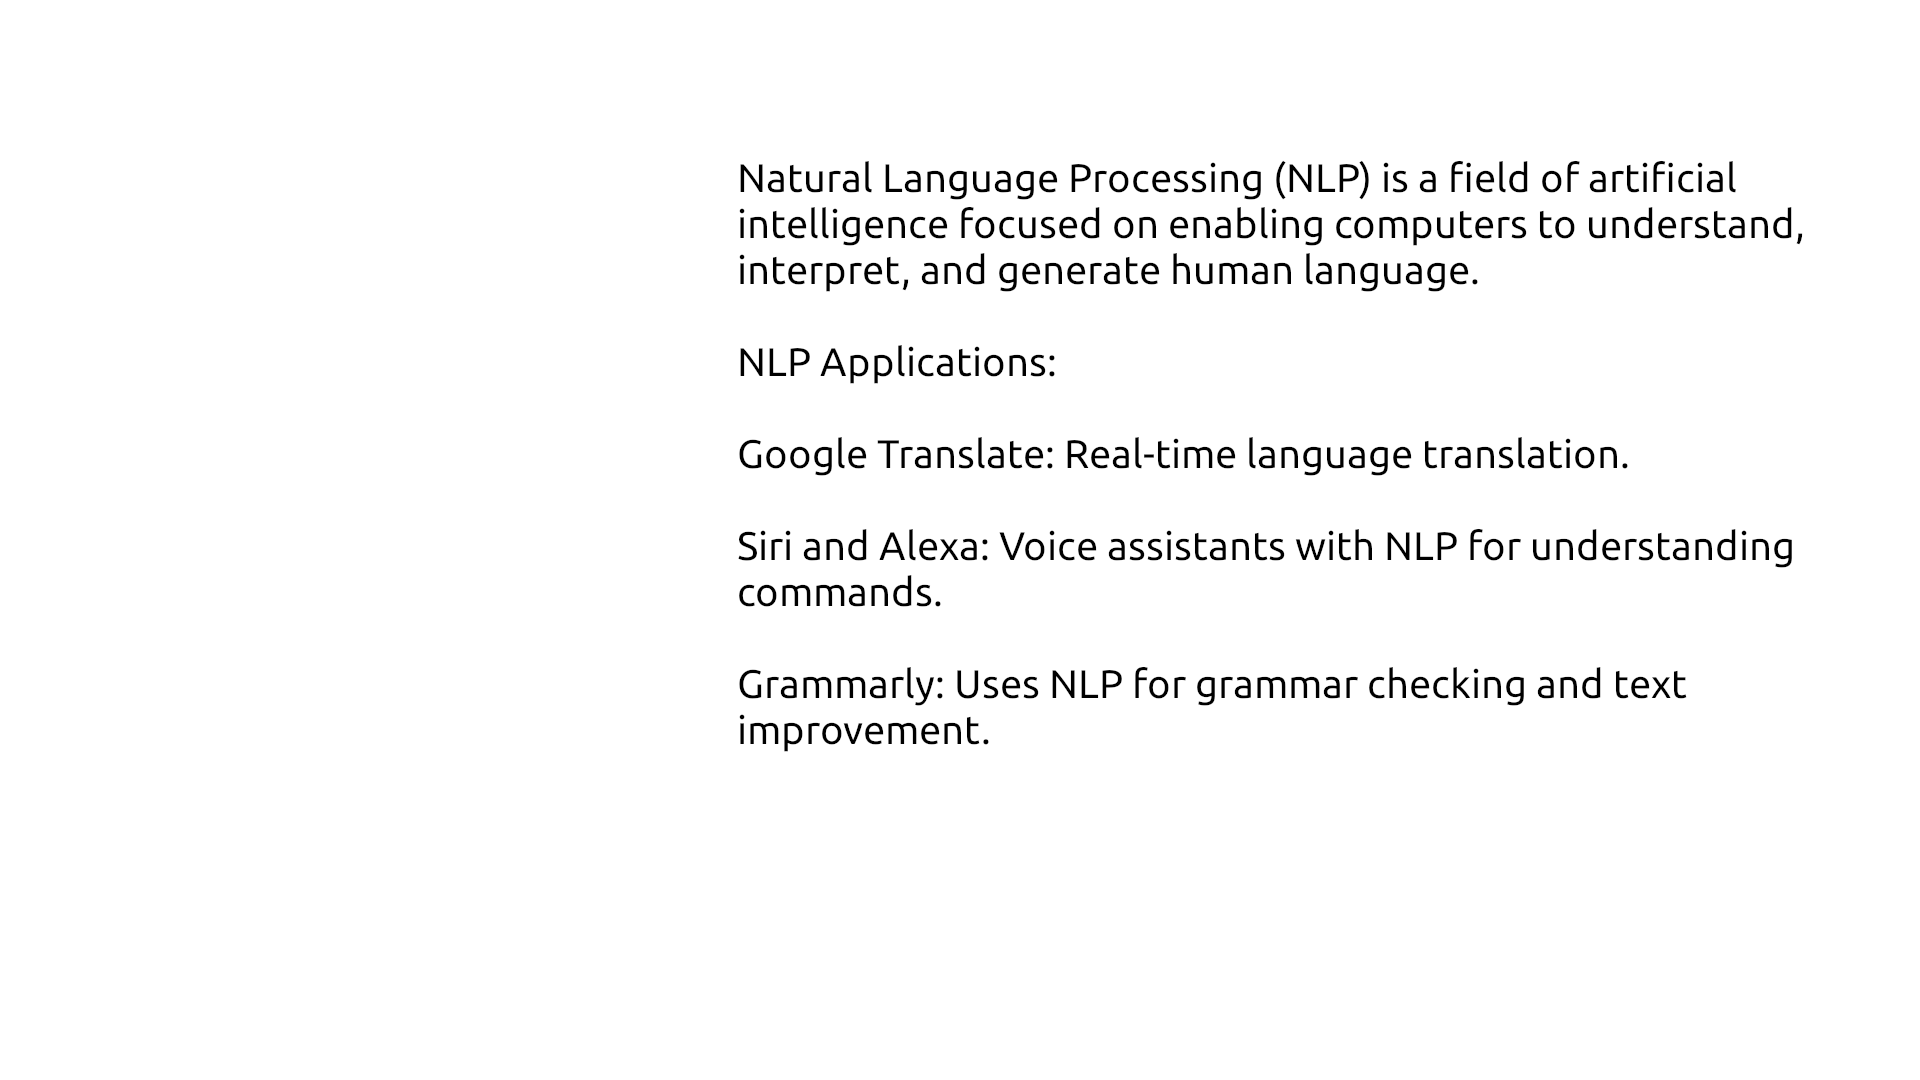 Natural Language Processing (NLP) is a field of artificial
intelligence focused on enabling computers to understand,
interpret, and generate human language.
NLP Applications:
Google Translate: Real-time language translation.
Siri and Alexa: Voice assistants with NLP for understanding
commands.
Grammarly: Uses NLP for grammar checking and text
improvement.